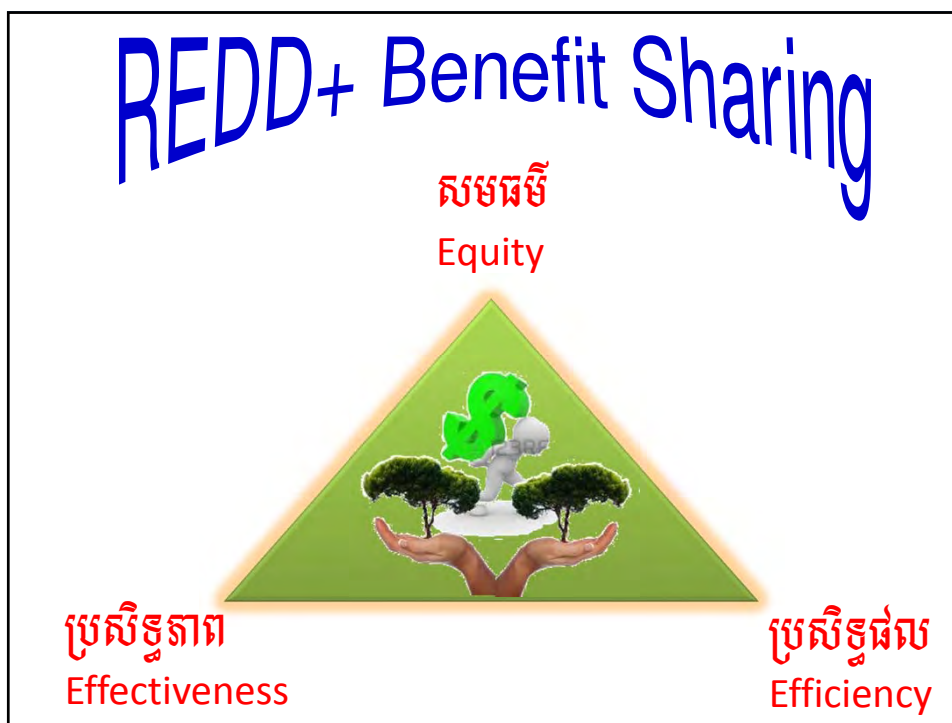 REDD+ Benefit Sharing
សមធម៌
Equity
ប្រសិទ្ធភាព
Effectiveness
ប្រសិទ្ធផល
Efficiency